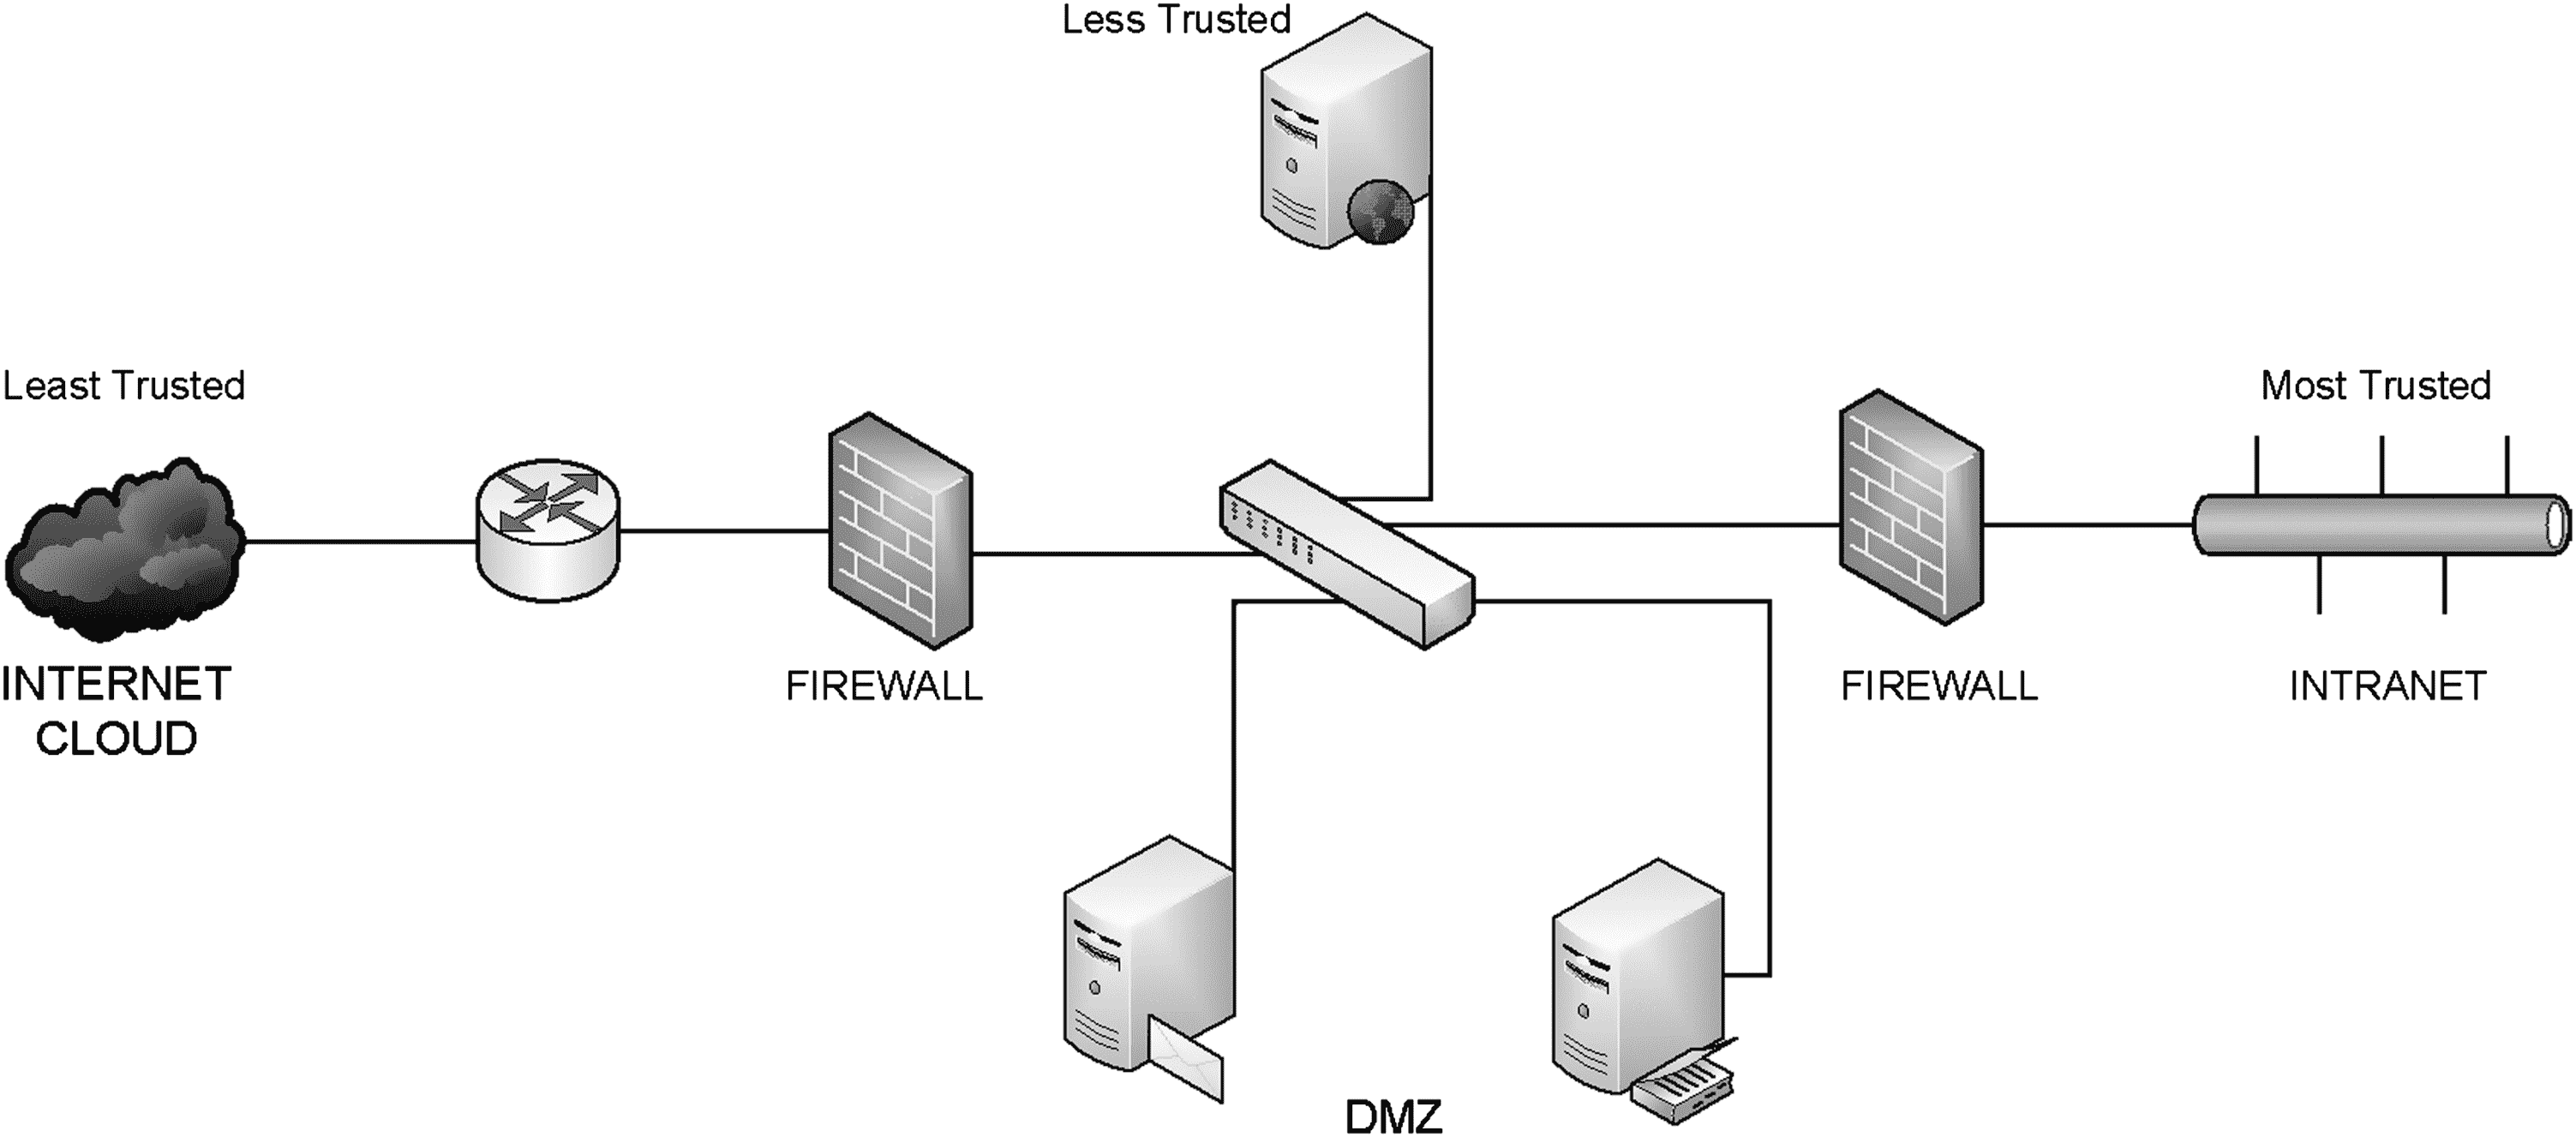 Less Trusted
Least Trusted
Most Trusted
INTERNET
CLOUD
FIREWALL
FIREWALL
INTRANET
DMZ